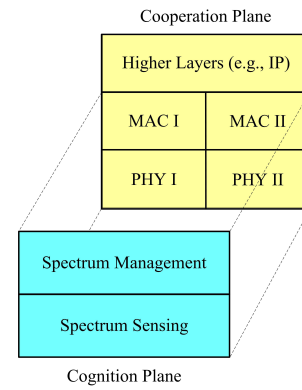 Cooperation Plane
Higher Layers (e.g., IP)
MAC I
MAC II
PHY I
PHY II
Spectrum Management
Spectrum Sensing
Cognition Plane